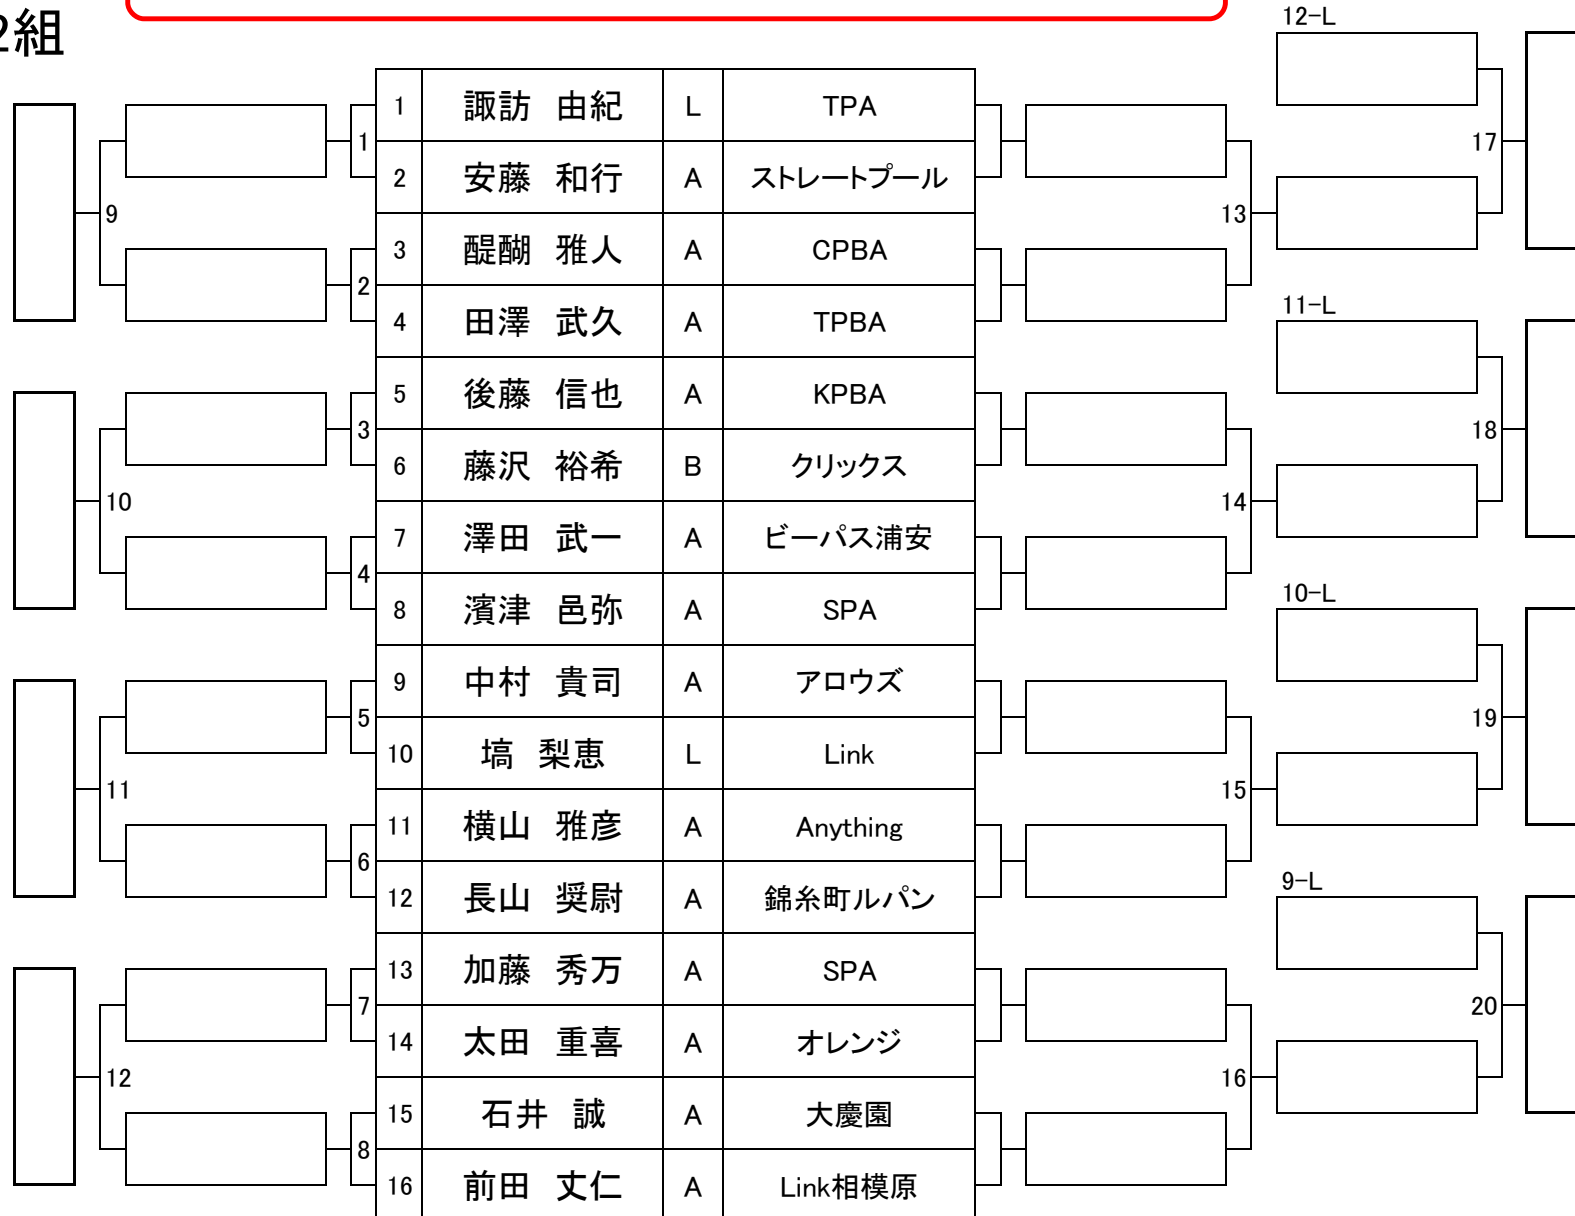 2組
12-L
1 諏訪 由紀 L TPA
1
17
2 安藤 和行 A ストレートプール
9
13
3 醍醐 雅人 A CPBA
2
11-L
4 田澤 武久 A TPBA
5 後藤 信也 A KPBA
3
18
6 藤沢 裕希 B クリックス
10
14
7 澤田 武一 A ビーパス浦安
4
10-L
8 濱津 邑弥 A SPA
9 中村 貴司 A アロウズ
5
19
10 塙 梨恵 L Link
11
15
11 横山 雅彦 A Anything
6
9-L
12 長山 奨尉 A 錦糸町ルパン
13 加藤 秀万 A SPA
7
20
14 太田 重喜 A オレンジ
12
16
15 石井 誠 A 大慶園
8
16 前田 丈仁 A Link相模原